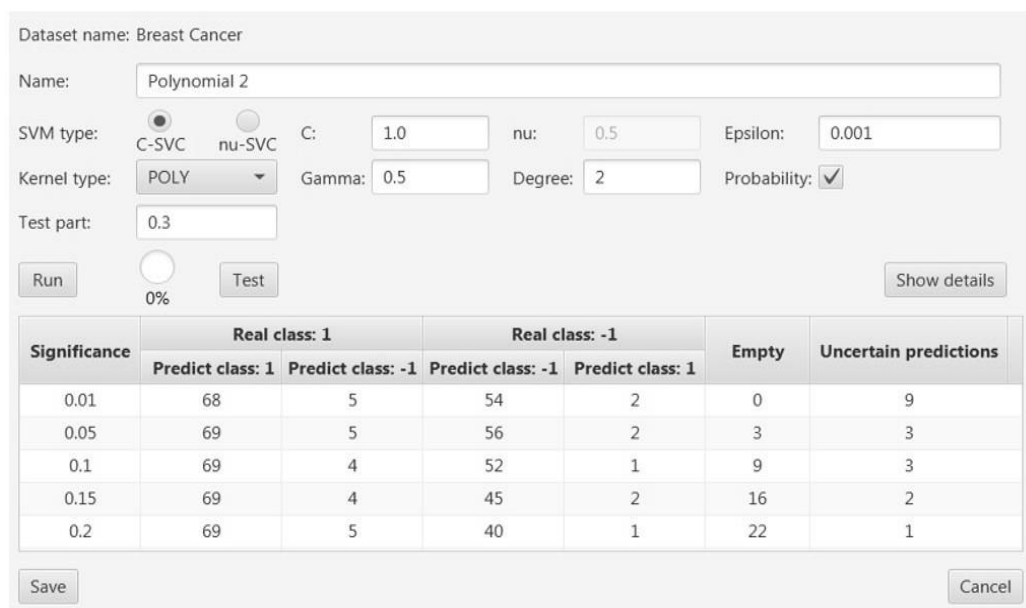 Dataset name: Breast Cancer
Name: Polynomial 2
SVM type: C-SVC nu-SVC C: 1.0 nu: 0.5 Epsilon: 0.001
Kernel type: POLY Gamma: 0.5 Degree: 2 Probability:
Test part: 0.3
Run 0% Test Show details
Significance Real class: 1 Real class: -1 Empty Uncertain predictions
Predict class: 1 Predict class: -1 Predict class: -1 Predict class: 1
0.01 68 5 54 2 0 9
0.05 69 5 56 2 3 3
0.1 69 4 52 1 9 3
0.15 69 4 45 2 16 2
0.2 69 5 40 1 22 1
Save Cancel